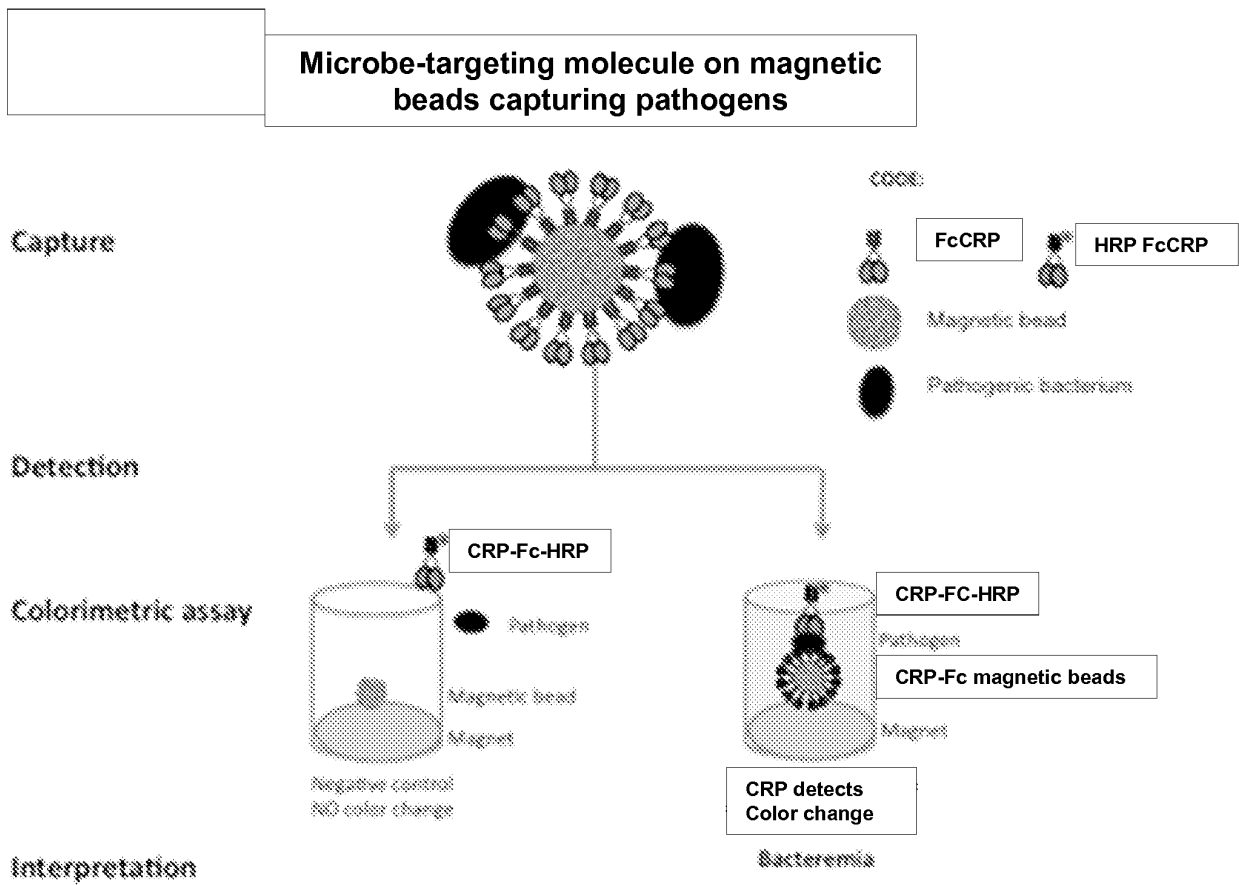 Microbe-targeting molecule on magnetic
beads capturing pathogens
CODE:
Capture
FcCRP
HRP FcCRP
Magnetic bead
Pathogenic bacterium
Detection
CRP-Fc-HRP
CRP-FC-HRP
Colorimetric assay
Pathogen
Pathogen
CRP-Fc magnetic beads
Magnetic bead
Magnet
Magnet
Negative control
NO color change
CRP detects
Color change
Bacteremia
Interpretation